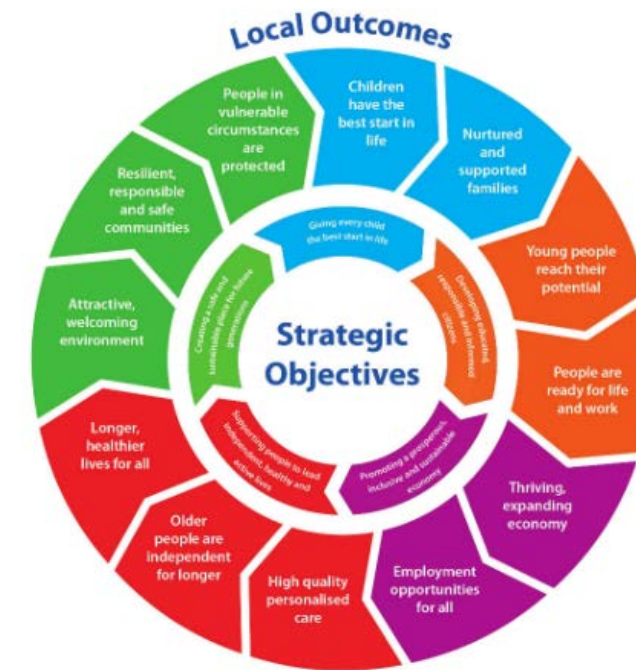 Local Outcomes
Children
have the
best start in
life
Nurtured
and
supported
families
Young people
reach their
potential
People are
ready for life
and work
Thriving,
expanding
economy
Employment
opportunities
for all
High quality
personalised
care
Older
people are
independent
for longer
Longer,
healthier
lives for all
Attractive,
welcoming
environment
Resilient,
responsible
and safe
communities
People in
vulnerable
circumstances
are
protected
Giving every child
the best start in life
Developing educated,
responsible and informed
citizens
Promoting a prosperous,
inclusive and sustainable
economy
Supporting people to lead
independent, healthy and
active lives
Creating a safe and
sustainable place for future
generations
Strategic
Objectives